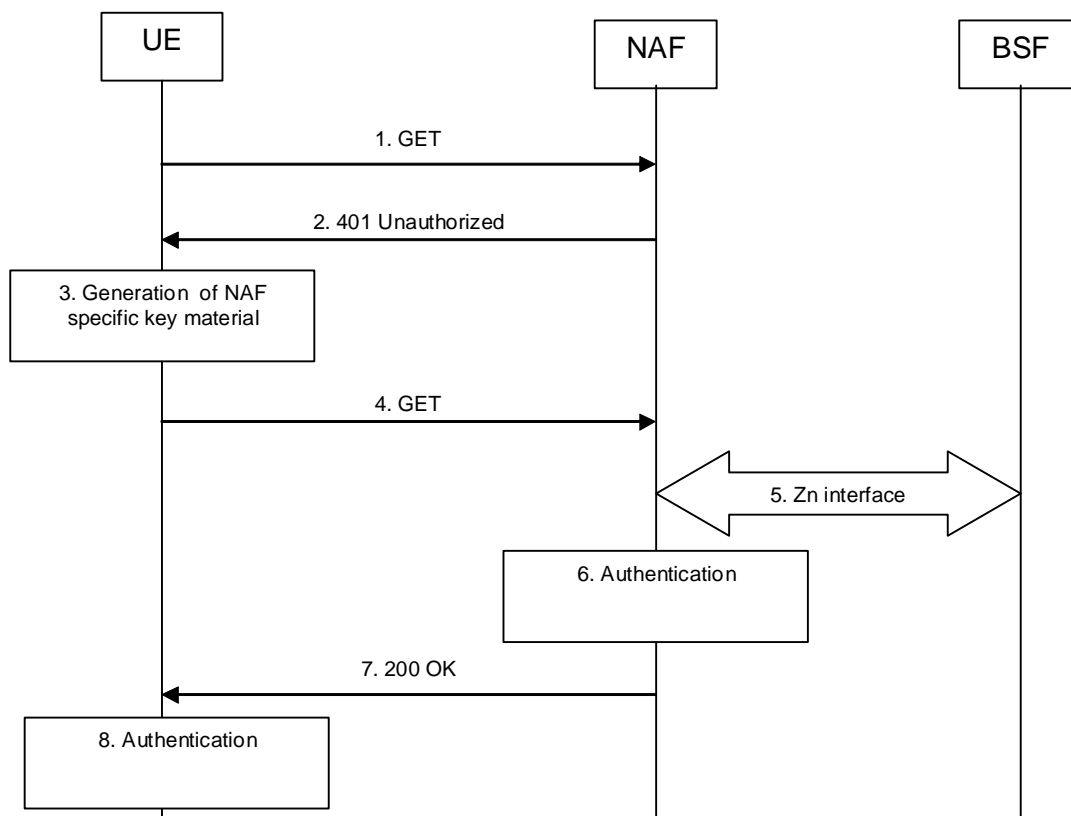 UE
NAF
BSF
1. GET
2. 401 Unauthorized
3. Generation of NAF
specific key material
4. GET
5. Zn interface
6. Authentication
7. 200 OK
8. Authentication